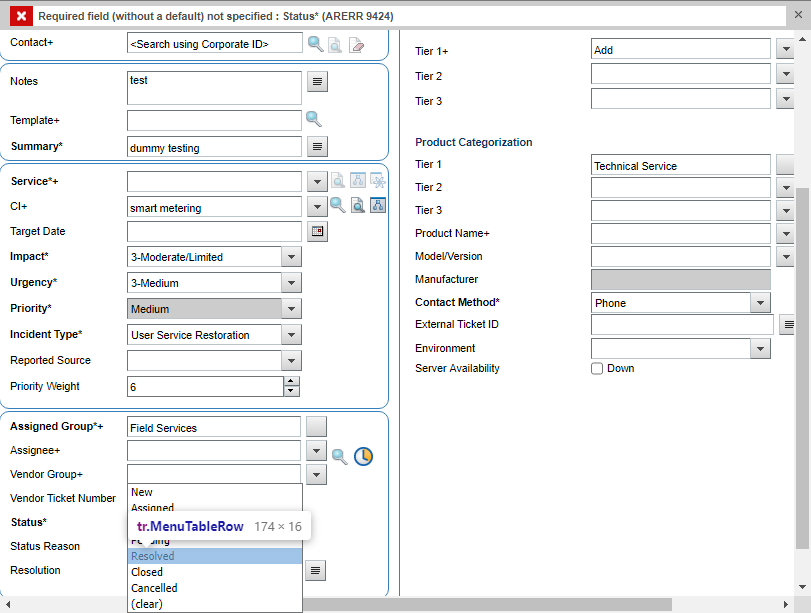 Required field (without a default) not specified : Status* (ARERR 9424)
Contact+
<Search using Corporate ID>
Notes
test
Template+
Summary*
dummy testing
Service*+
CI+
smart metering
Target Date
Impact*
3-Moderate/Limited
Urgency*
3-Medium
Priority*
Medium
Incident Type*
User Service Restoration
Reported Source
Priority Weight
6
Assigned Group*+
Field Services
Assignee+
Vendor Group+
Vendor Ticket Number
Status*
Status Reason
Resolution
New
Assigned
tr.MenuTableRow 174 × 16
Pending
Resolved
Closed
Cancelled
(clear)
Tier 1+
Add
Tier 2
Tier 3
Product Categorization
Tier 1
Technical Service
Tier 2
Tier 3
Product Name+
Model/Version
Manufacturer
Contact Method*
Phone
External Ticket ID
Environment
Server Availability
Down